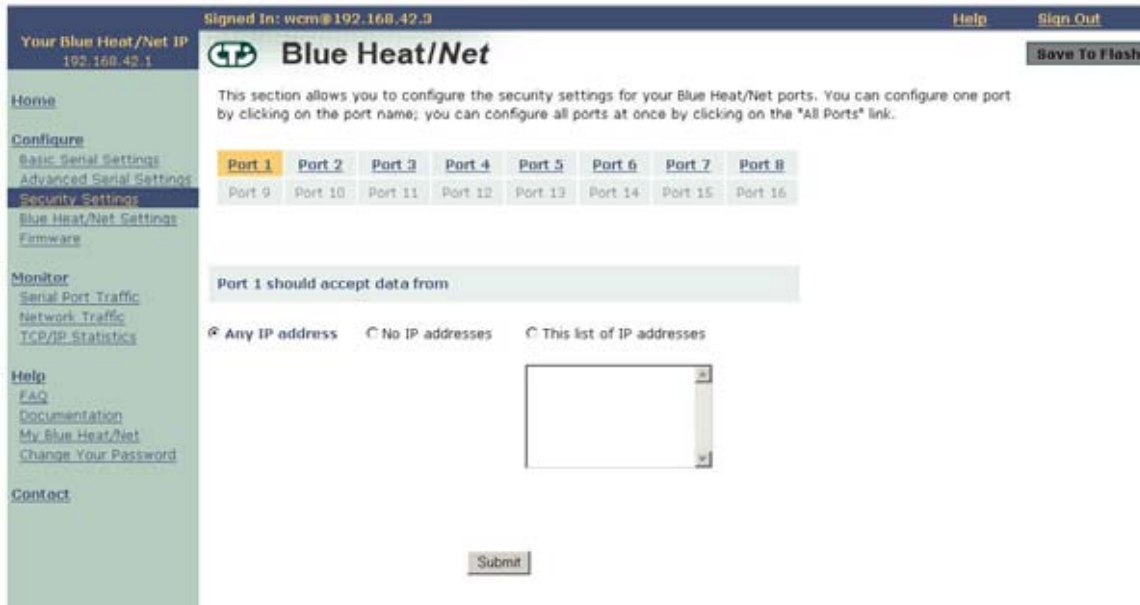 Signed In: wcm@192.168.42.3
Help
Sign Out
Your Blue Heat/Net IP
192.168.42.1
Blue Heat/Net
Save To Flash
Home
Configure
Basic Serial Settings
Advanced Serial Settings
Security Settings
Blue Heat/Net Settings
Firmware
Monitor
Serial Port Traffic
Network Traffic
TCP/IP Statistics
Help
FAQ
Documentation
My Blue Heat/Net
Change Your Password
Contact
This section allows you to configure the security settings for your Blue Heat/Net ports. You can configure one port
by clicking on the port name; you can configure all ports at once by clicking on the "All Ports" link.
Port 1 Port 2 Port 3 Port 4 Port 5 Port 6 Port 7 Port 8
Port 9 Port 10 Port 11 Port 12 Port 13 Port 14 Port 15 Port 16
Port 1 should accept data from
Any IP address No IP addresses This list of IP addresses
Submit